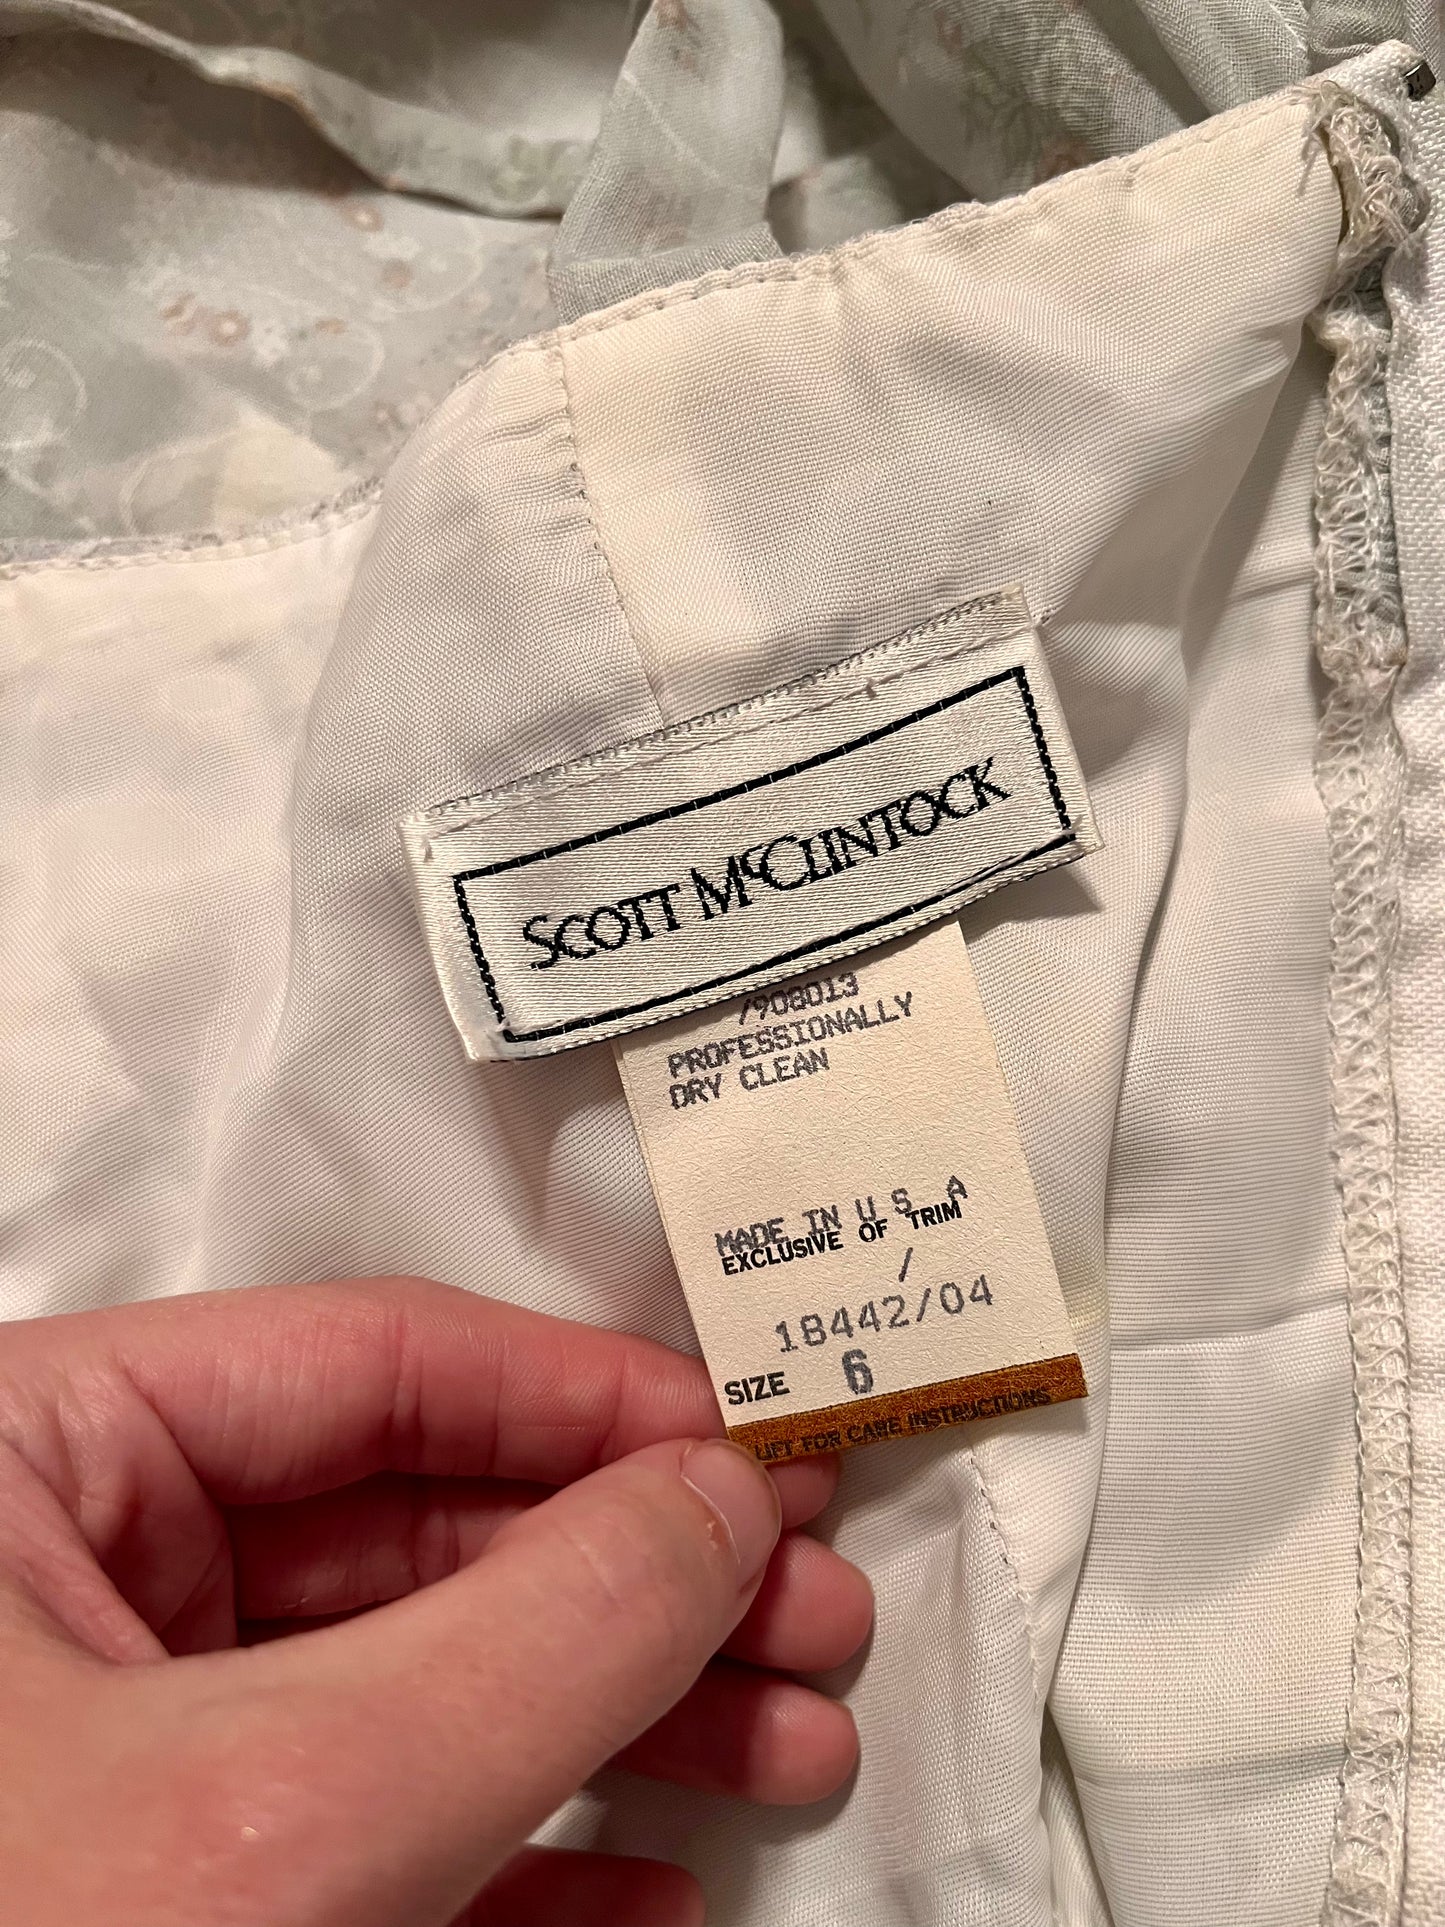 SCOTT McCLINTOCK
/908013
PROFESSIONALLY
DRY CLEAN
MADE IN U S A
EXCLUSIVE OF TRIM
/
18442/04
SIZE 6
LIFT FOR CARE INSTRUCTIONS